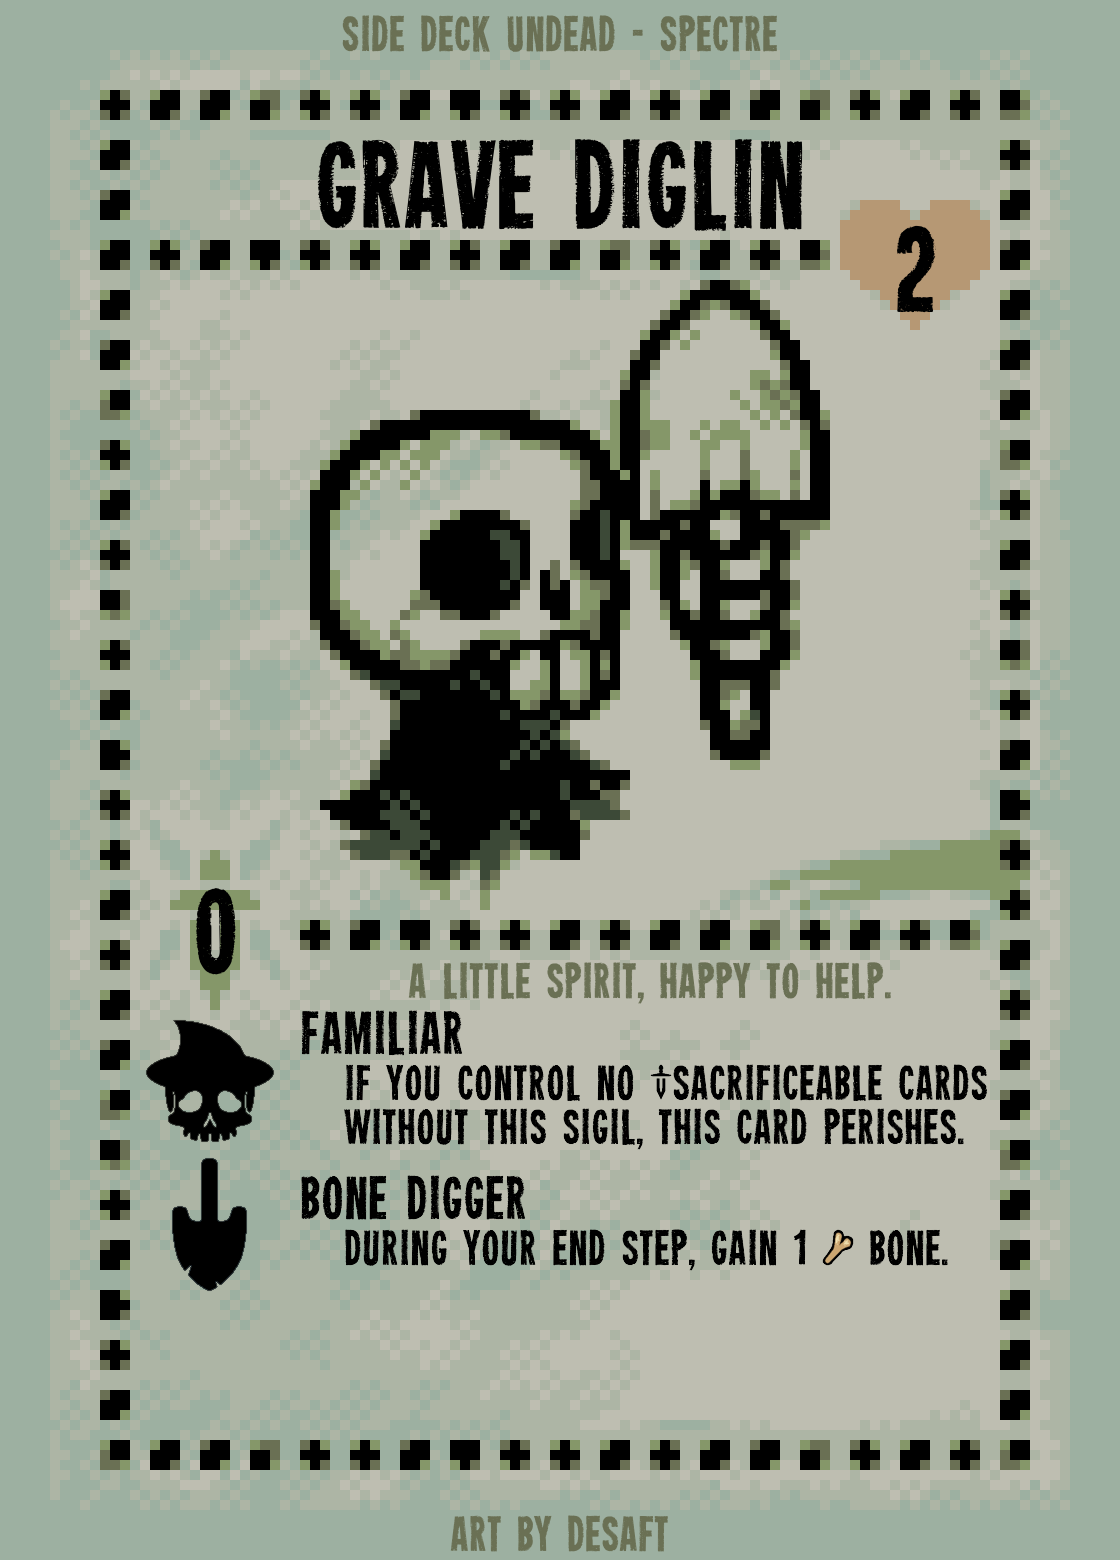 SIDE DECK UNDEAD - SPECTRE
GRAVE DIGLIN
2
0
A LITTLE SPIRIT, HAPPY TO HELP.
FAMILIAR
IF YOU CONTROL NO SACRIFICEABLE CARDS
WITHOUT THIS SIGIL, THIS CARD PERISHES.
BONE DIGGER
DURING YOUR END STEP, GAIN 1 BONE.
ART BY DESAFT